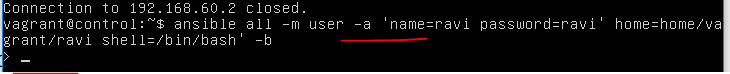 Connection to 192.168.60.2 closed.
vagrant@control:~$ ansible all -m user -a 'name=ravi password=ravi' home=home/va
grant/ravi shell=/bin/bash' -b
> _